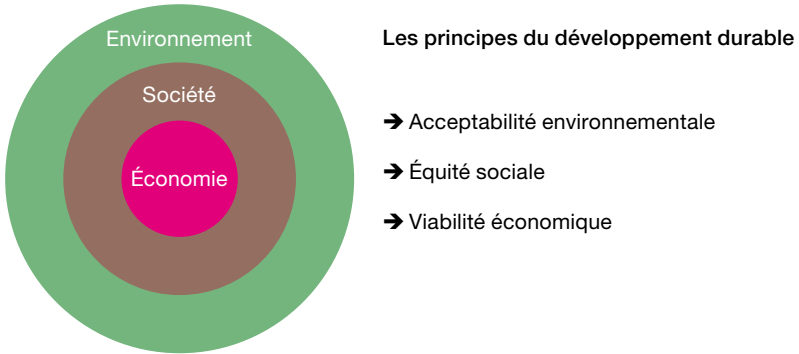 Environnement
Société
Économie
Les principes du développement durable
➔ Acceptabilité environnementale
➔ Équité sociale
➔ Viabilité économique